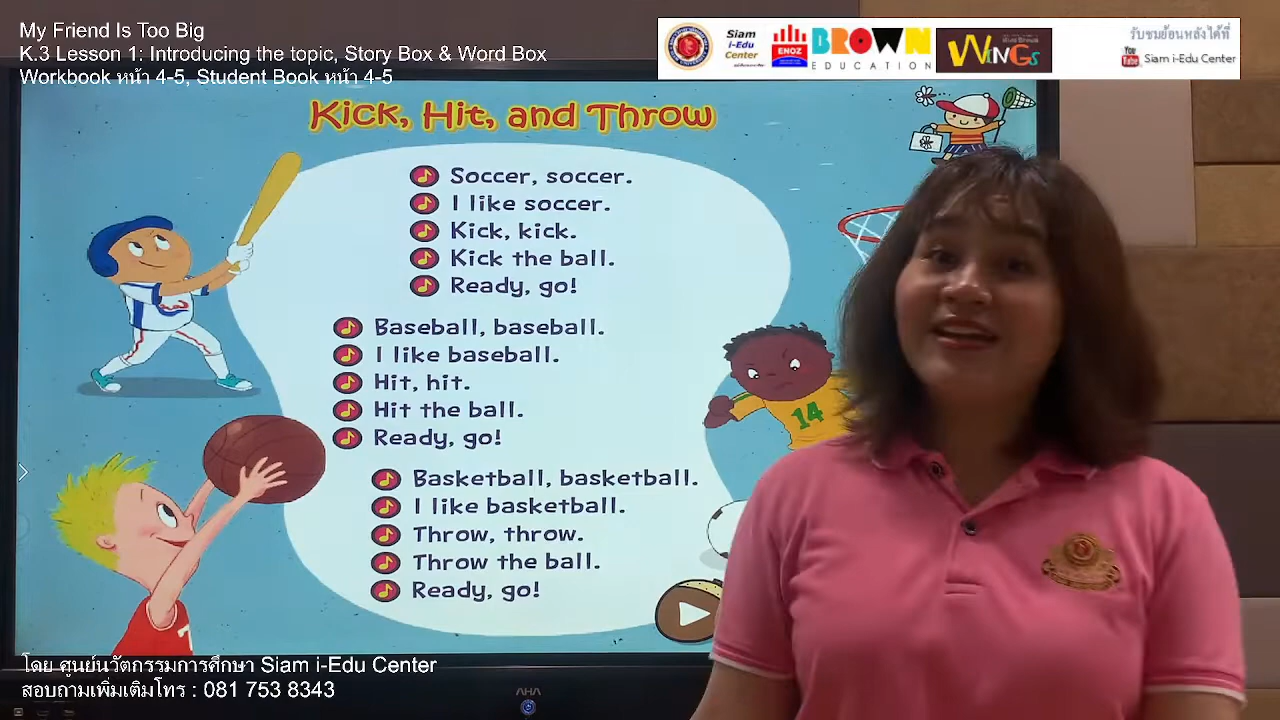 My Friend Is Too Big
K.3 Lesson 1: Introducing the topic, Story Box & Word Box
Workbook หน้า 4-5, Student Book หน้า 4-5
Siam
i-Edu
Center
ENOZ
BROWN
EDUCATION
WiNGs
รับชมย้อนหลังได้ที่
You
Tube
Siam i-Edu Center
Kick, Hit, and Throw
Soccer, soccer.
I like soccer.
Kick, kick.
Kick the ball.
Ready, go!
Baseball, baseball.
I like baseball.
Hit, hit.
Hit the ball.
Ready, go!
14
Basketball, basketball.
I like basketball.
Throw, throw.
Throw the ball.
Ready, go!
โดย ศูนย์นวัตกรรมการศึกษา Siam i-Edu Center
สอบถามเพิ่มเติมโทร : 081 753 8343
AHA